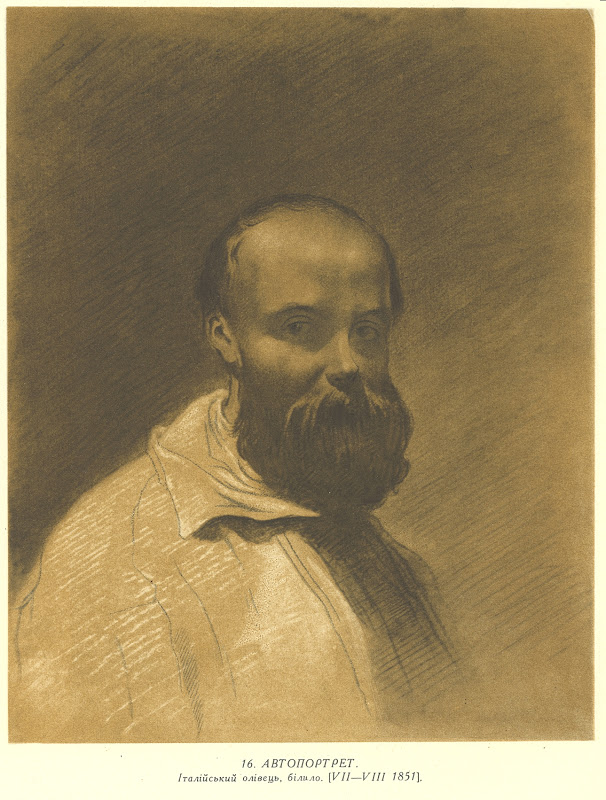 16. АВТОПОРТРЕТ.
Італійський олівець, білило. [VII—VIII 1851].